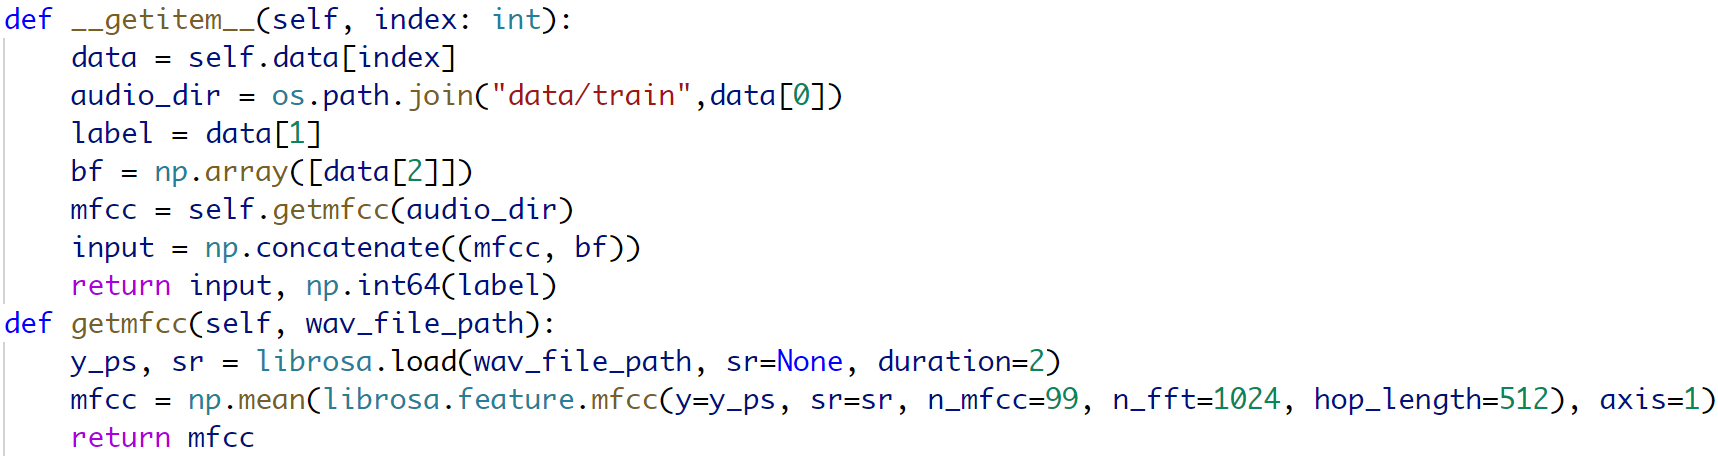 def __getitem__(self, index: int):
    data = self.data[index]
    audio_dir = os.path.join("data/train",data[0])
    label = data[1]
    bf = np.array([data[2]])
    mfcc = self.getmfcc(audio_dir)
    input = np.concatenate((mfcc, bf))
    return input, np.int64(label)
def getmfcc(self, wav_file_path):
    y_ps, sr = librosa.load(wav_file_path, sr=None, duration=2)
    mfcc = np.mean(librosa.feature.mfcc(y=y_ps, sr=sr, n_mfcc=99, n_fft=1024, hop_length=512), axis=1)
    return mfcc